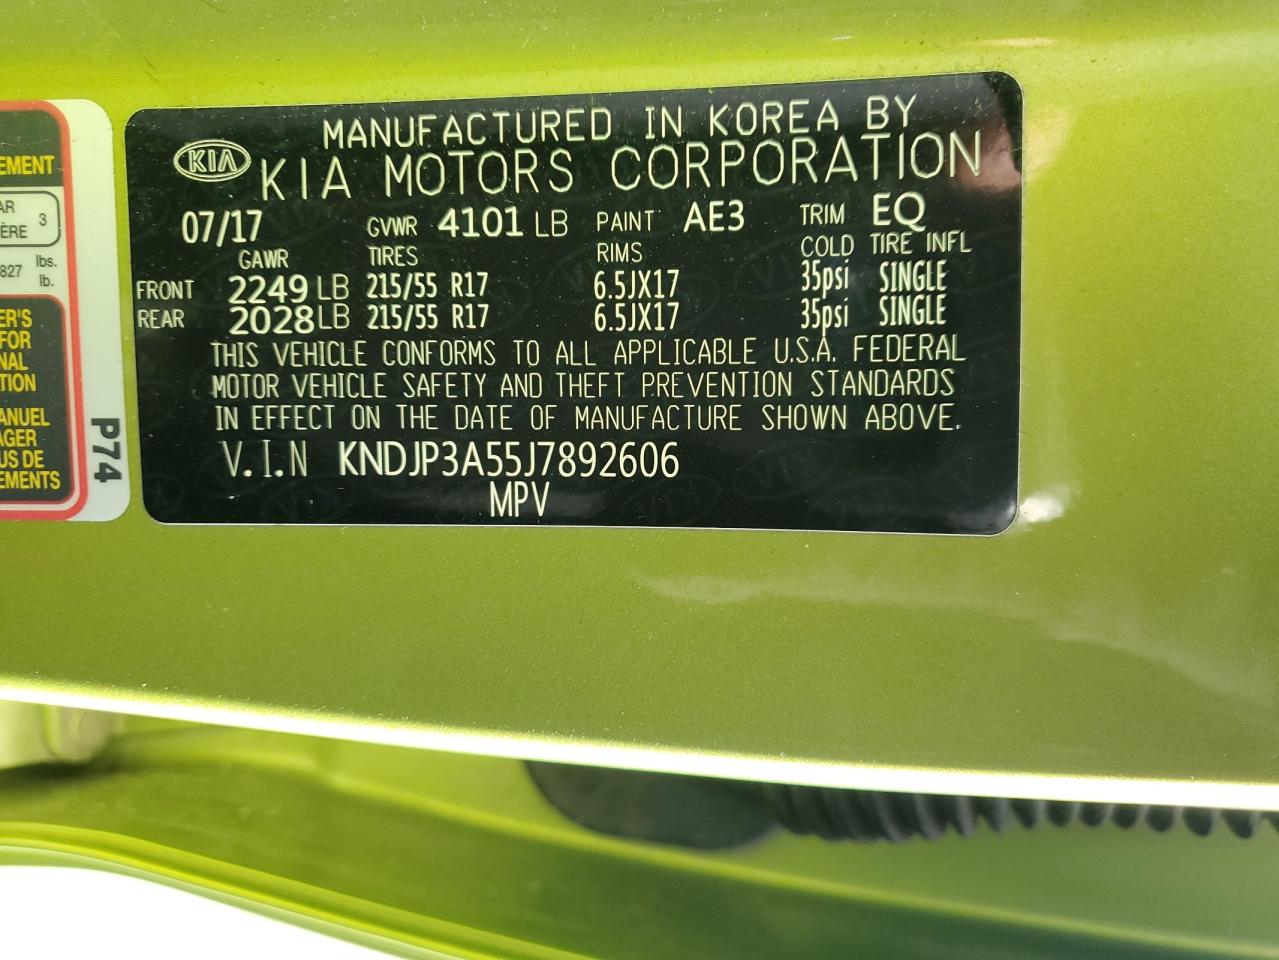 EMENT
AR 3
ÈRE
827 lbs.
lb.
ER'S
FOR
NAL
TION
ANUEL
AGER
US DE
EMENTS
P74
MANUFACTURED IN KOREA BY
KIA KIA MOTORS CORPORATION
07/17 GVWR 4101 LB PAINT AE3 TRIM EQ
GAWR TIRES RIMS COLD TIRE INFL
FRONT 2249 LB 215/55 R17 6.5JX17 35psi SINGLE
REAR 2028 LB 215/55 R17 6.5JX17 35psi SINGLE
THIS VEHICLE CONFORMS TO ALL APPLICABLE U.S.A. FEDERAL
MOTOR VEHICLE SAFETY AND THEFT PREVENTION STANDARDS
IN EFFECT ON THE DATE OF MANUFACTURE SHOWN ABOVE.
V.I.N KNDJP3A55J7892606
MPV